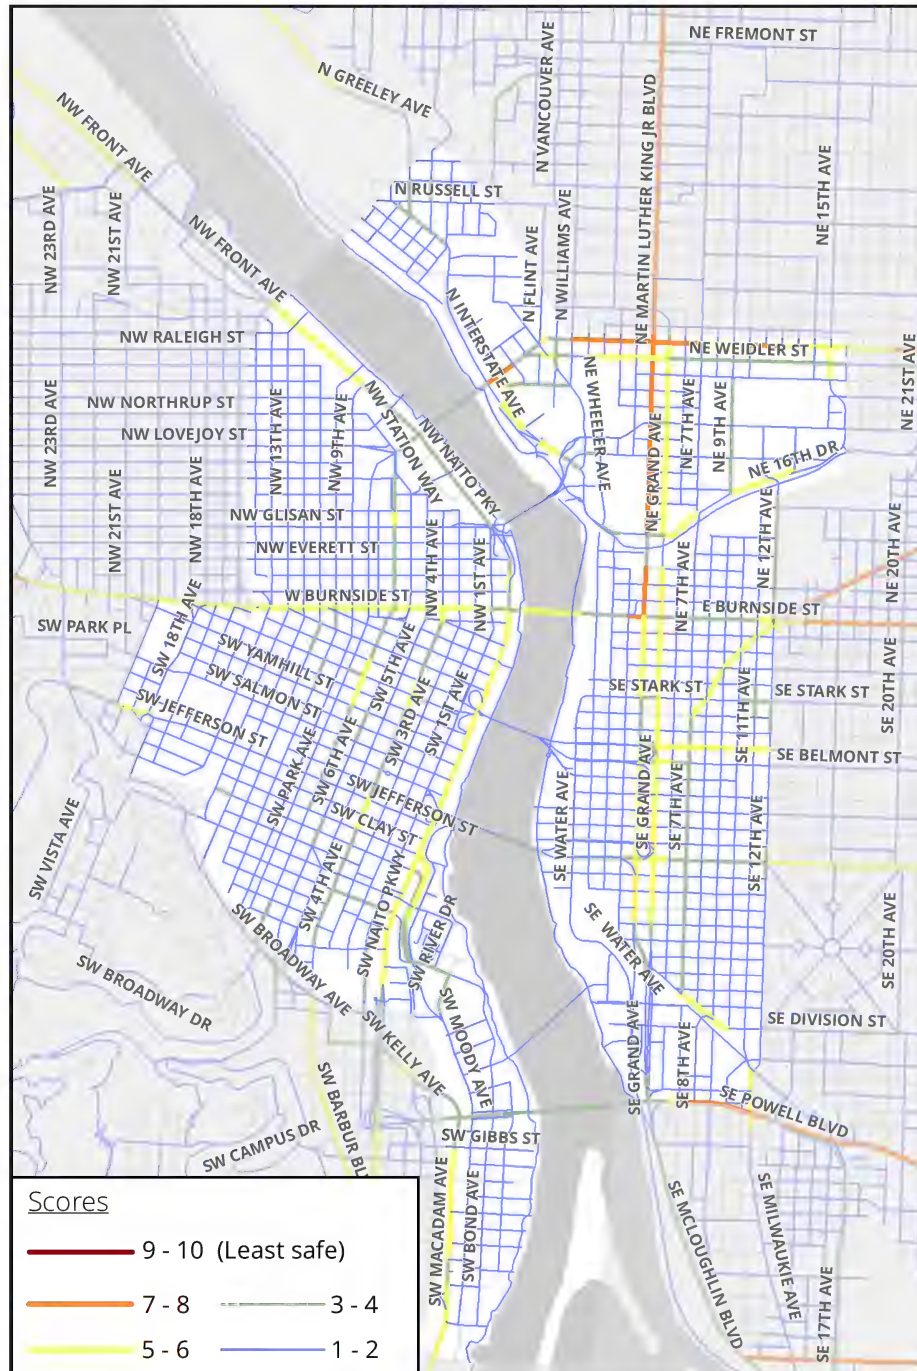 NE FREMONT ST
N GREELEY AVE
N VANCOUVER AVE
NE MARTIN LUTHER KING JR BLVD
NW FRONT AVE
NE 15TH AVE
N RUSSELL ST
NW 23RD AVE
NW 21ST AVE
N WILLIAMS AVE
NW FRONT AVE
N FLINT AVE
N INTERSTATE AVE
NW RALEIGH ST
NE WEIDLER ST
NE 21ST AVE
NE WHEELER AVE
NW NORTHRUP ST
NW 23RD AVE
NW 13TH AVE
NW 9TH AVE
NW STATION WAY
NW NAITO PKY
NE 7TH AVE
NE 9TH AVE
NW LOVEJOY ST
NE GRAND AVE
NE 16TH DR
NW 21ST AVE
NW 18TH AVE
NW GLISAN ST
NW EVERETT ST
NW 4TH AVE
NW 1ST AVE
NE 7TH AVE
NE 12TH AVE
NE 20TH AVE
W BURNSIDE ST
E BURNSIDE ST
SW PARK PL
SW 18TH AVE
SW YAMHILL ST
SW 5TH AVE
SW SALMON ST
SE STARK ST
SE STARK ST
SE 20TH AVE
SW JEFFERSON ST
SW 3RD AVE
SW 1ST AVE
SE 11TH AVE
SW PARK AVE
SW 6TH AVE
SE BELMONT ST
SE GRAND AVE
SE 7TH AVE
SW JEFFERSON ST
SE WATER AVE
SW CLAY ST
SW VISTA AVE
SE 12TH AVE
SW 4TH AVE
SW NAITO PKWY
SW RIVER DR
SW BROADWAY AVE
SE WATER AVE
SE 20TH AVE
SW BROADWAY DR
SE DIVISION ST
SW KELLY AVE
SW MOODY AVE
SE GRAND AVE
SE 8TH AVE
SE POWELL BLVD
SW BARBUR BL
SW CAMPUS DR
SW GIBBS ST
SW MACADAM AVE
SW BOND AVE
SE MCLOUGHLIN BLVD
SE MILWAUKIE AVE
SE 17TH AVE
Scores
9 - 10 (Least safe)
7 - 8
3 - 4
5 - 6
1 - 2